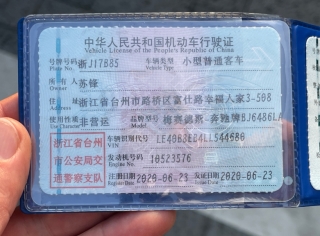 中华人民共和国机动车行驶证
Vehicle License of the People's Republic of China
号牌号码 浙J17B85 车辆类型 小型普通客车
Plate No. Vehicle Type
所有人 苏锋
Owner
住址 浙江省台州市路桥区富仕路幸福人家3-508
Address
使用性质 非营运 品牌型号 梅赛德斯-奔驰牌BJ6486LA
Use Character Model
浙江省台州
市公安局交
通警察支队
车辆识别代号
VIN
发动机号码 10523576
Engine No.
注册日期 2020-06-23 发证日期 2020-06-23
Register Date Issue Date